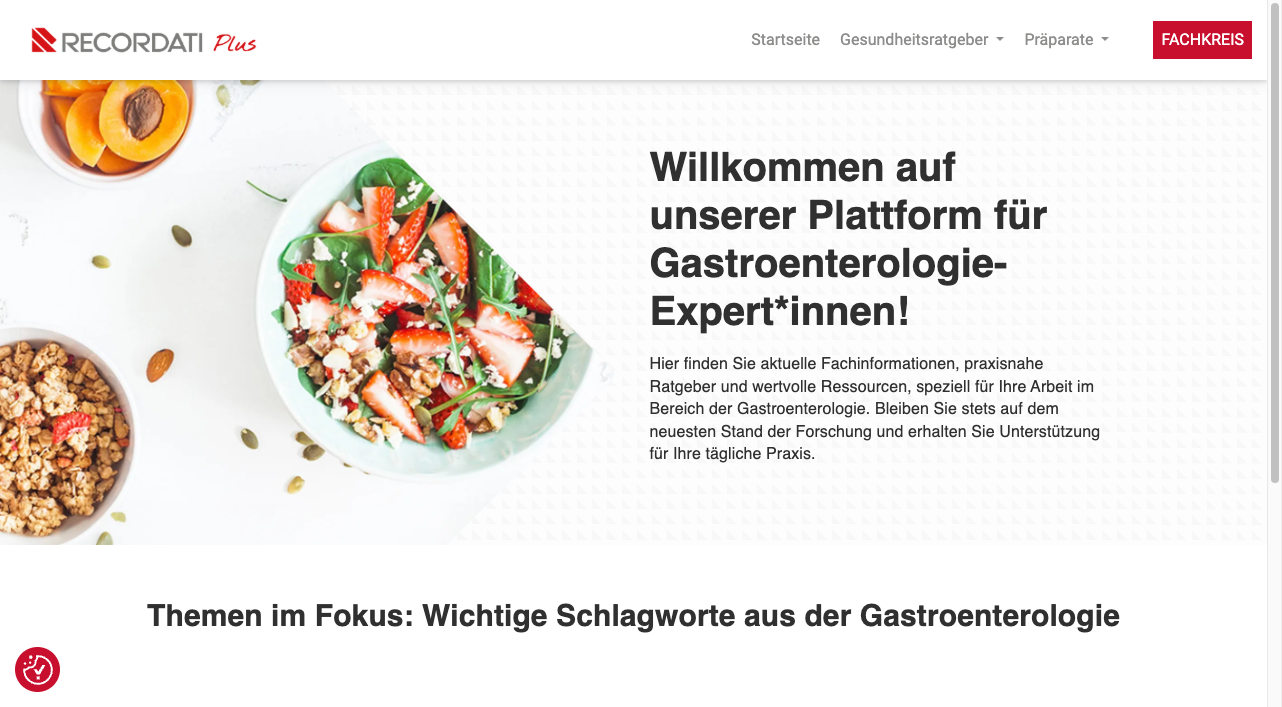 RECORDATI Plus
Startseite
Gesundheitsratgeber
Präparate
FACHKREIS
Willkommen auf
unserer Plattform für
Gastroenterologie-
Expert*innen!
Hier finden Sie aktuelle Fachinformationen, praxisnahe
Ratgeber und wertvolle Ressourcen, speziell für Ihre Arbeit im
Bereich der Gastroenterologie. Bleiben Sie stets auf dem
neuesten Stand der Forschung und erhalten Sie Unterstützung
für Ihre tägliche Praxis.
Themen im Fokus: Wichtige Schlagworte aus der Gastroenterologie